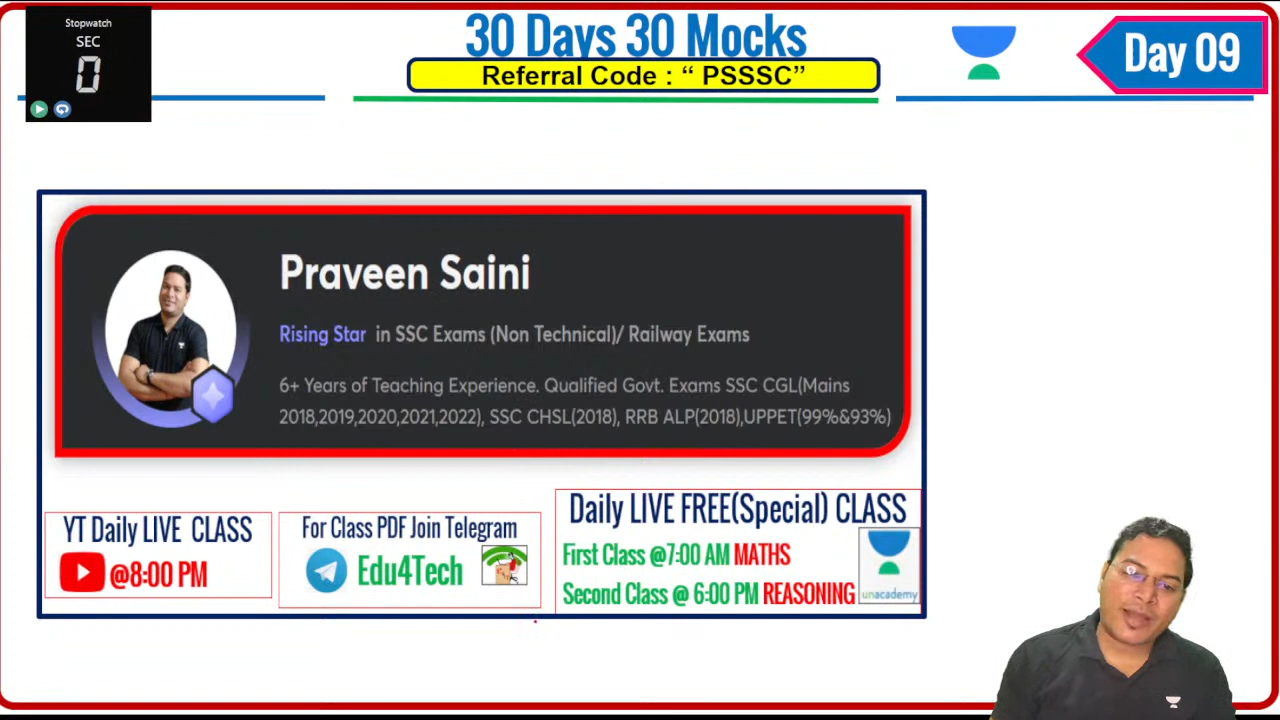 Stopwatch
SEC
0
30 Days 30 Mocks
Referral Code : “ PSSSC”
Day 09
Praveen Saini
Rising Star in SSC Exams (Non Technical)/ Railway Exams
6+ Years of Teaching Experience. Qualified Govt. Exams SSC CGL(Mains
2018,2019,2020,2021,2022), SSC CHSL(2018), RRB ALP(2018),UPPET(99%&93%)
YT Daily LIVE CLASS
@8:00 PM
For Class PDF Join Telegram
Edu4Tech
Daily LIVE FREE(Special) CLASS
First Class @7:00 AM MATHS
Second Class @ 6:00 PM REASONING
unacademy